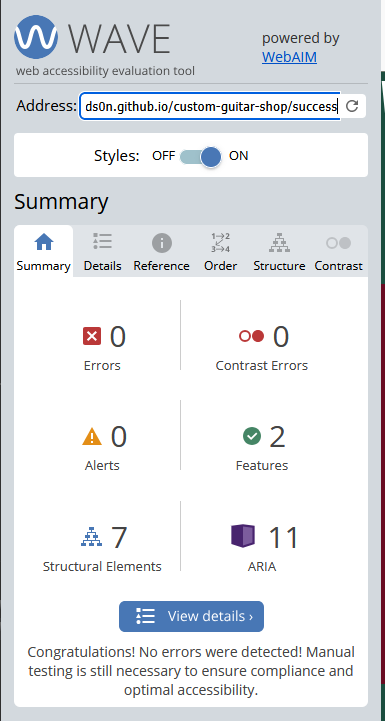 WAVE
web accessibility evaluation tool
powered by
WebAIM
Address: ds0n.github.io/custom-guitar-shop/success
Styles: OFF ON
Summary
Summary Details Reference Order Structure Contrast
0
Errors
0
Contrast Errors
0
Alerts
2
Features
7
Structural Elements
11
ARIA
View details ›
Congratulations! No errors were detected! Manual
testing is still necessary to ensure compliance and
optimal accessibility.